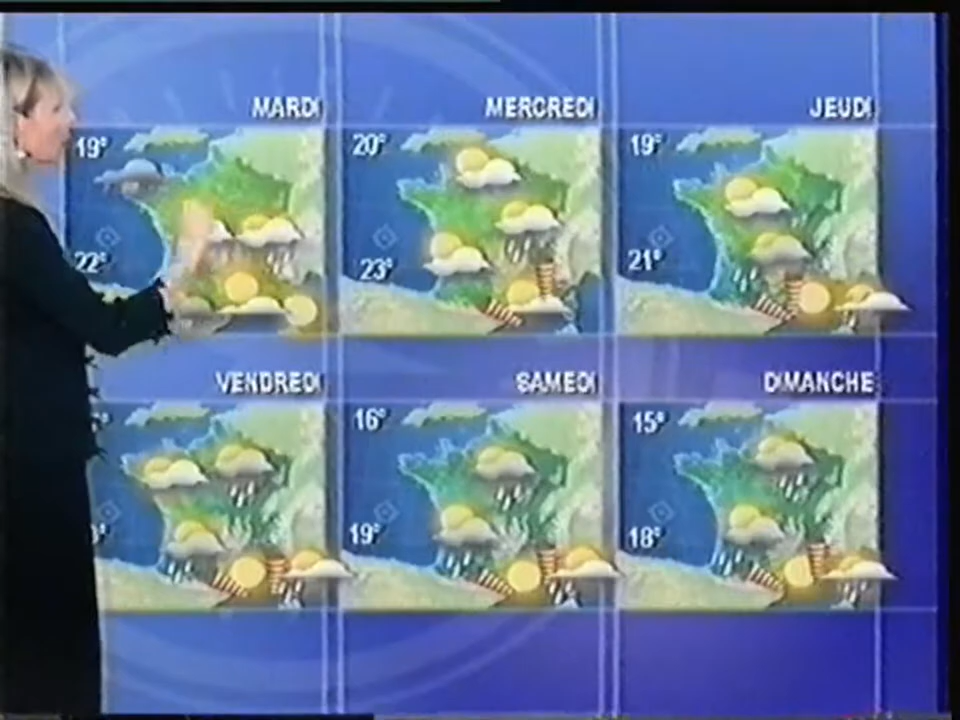 MARDI
MERCREDI
JEUDI
19°
20°
19°
22°
23°
21°
VENDREDI
SAMEDI
DIMANCHE
16°
15°
19°
18°